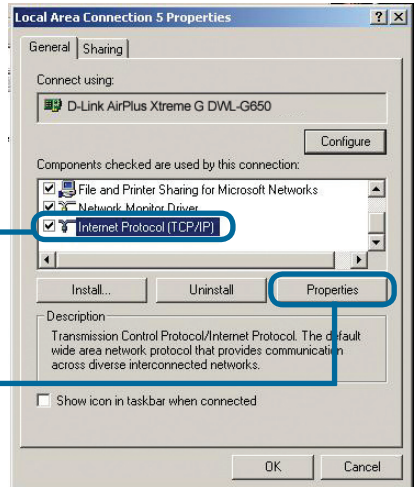 Local Area Connection 5 Properties
General Sharing
Connect using:
D-Link AirPlus Xtreme G DWL-G650
Configure
Components checked are used by this connection:
File and Printer Sharing for Microsoft Networks
Network Monitor Driver
Internet Protocol (TCP/IP)
Install... Uninstall Properties
Description
Transmission Control Protocol/Internet Protocol. The default
wide area network protocol that provides communication
across diverse interconnected networks.
Show icon in taskbar when connected
OK Cancel